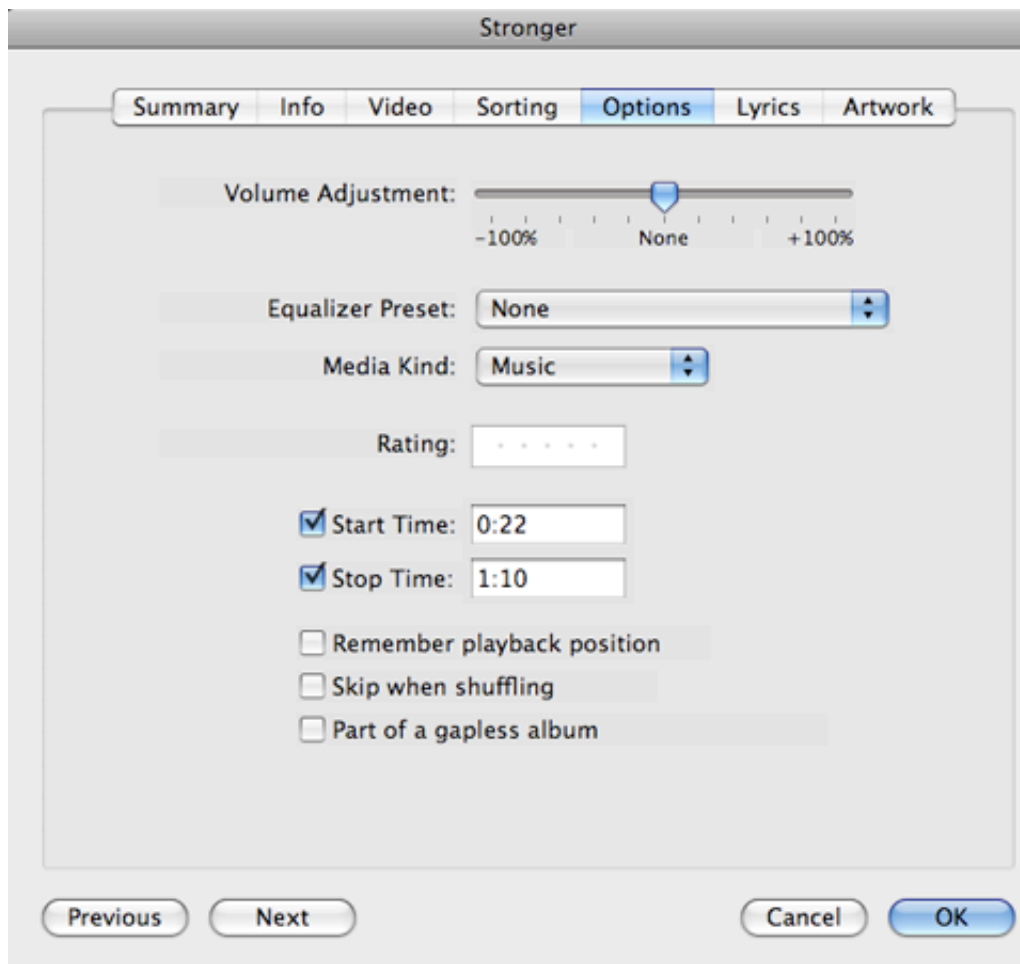 Stronger
Summary Info Video Sorting Options Lyrics Artwork
Volume Adjustment:
-100% None +100%
Equalizer Preset: None
Media Kind: Music
Rating:
Start Time: 0:22
Stop Time: 1:10
Remember playback position
Skip when shuffling
Part of a gapless album
Previous Next Cancel OK